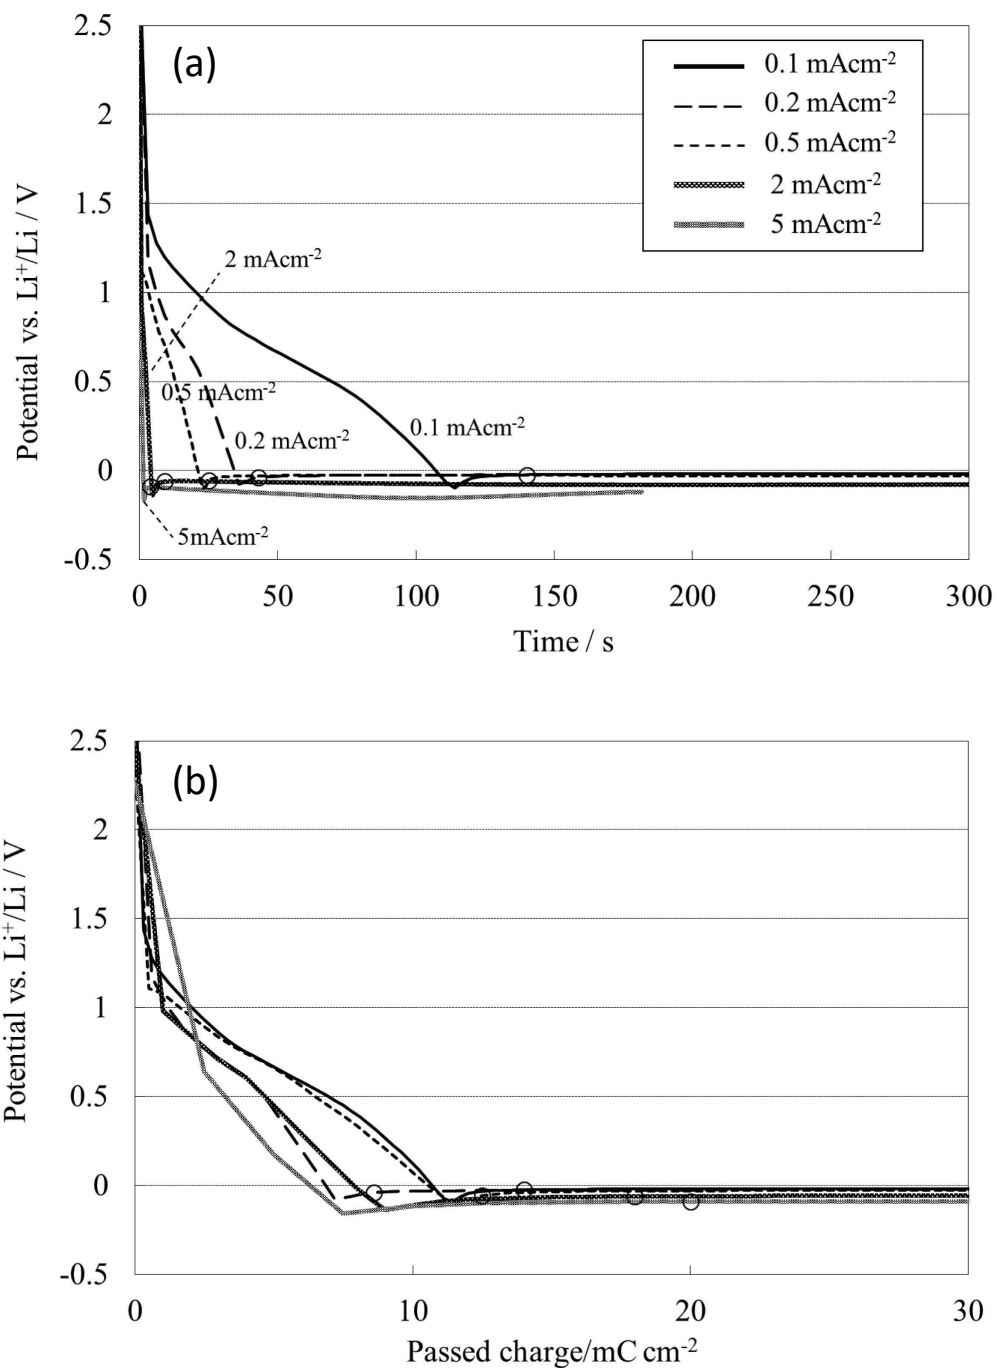 (a)
0.1 mAcm-2
0.2 mAcm-2
0.5 mAcm-2
2 mAcm-2
5 mAcm-2
2.5
2
1.5
1
0.5
0
-0.5
Potential vs. Li+/Li / V
2 mAcm-2
0.5 mAcm-2
0.2 mAcm-2
0.1 mAcm-2
5mAcm-2
0 50 100 150 200 250 300
Time / s
(b)
2.5
2
1.5
1
0.5
0
-0.5
Potential vs. Li+/Li / V
0 10 20 30
Passed charge/mC cm-2